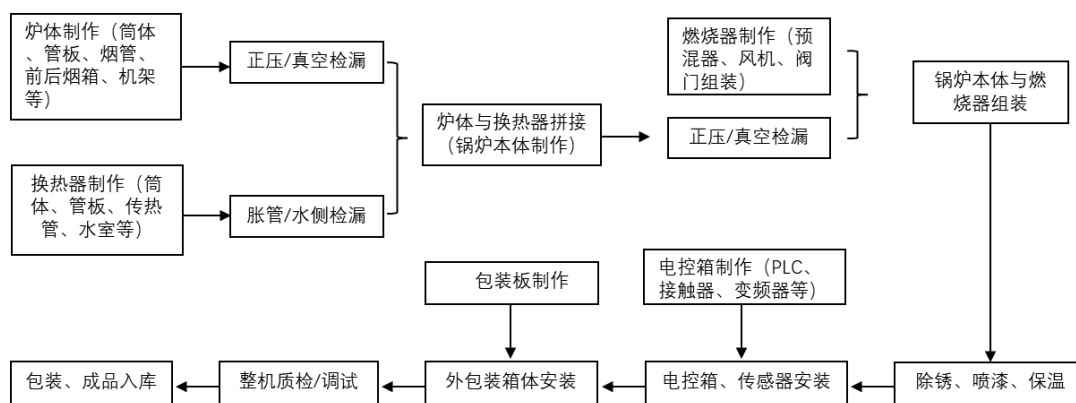 炉体制作（筒体
、管板、烟管、
前后烟箱、机架
等）
正压/真空检漏
换热器制作（筒
体、管板、传热
管、水室等）
胀管/水侧检漏
炉体与换热器拼接
（锅炉本体制作）
燃烧器制作（预
混器、风机、阀
门组装）
正压/真空检漏
锅炉本体与燃
烧器组装
除锈、喷漆、保温
电控箱制作（PLC、
接触器、变频器等）
电控箱、传感器安装
包装板制作
外包装箱体安装
整机质检/调试
包装、成品入库